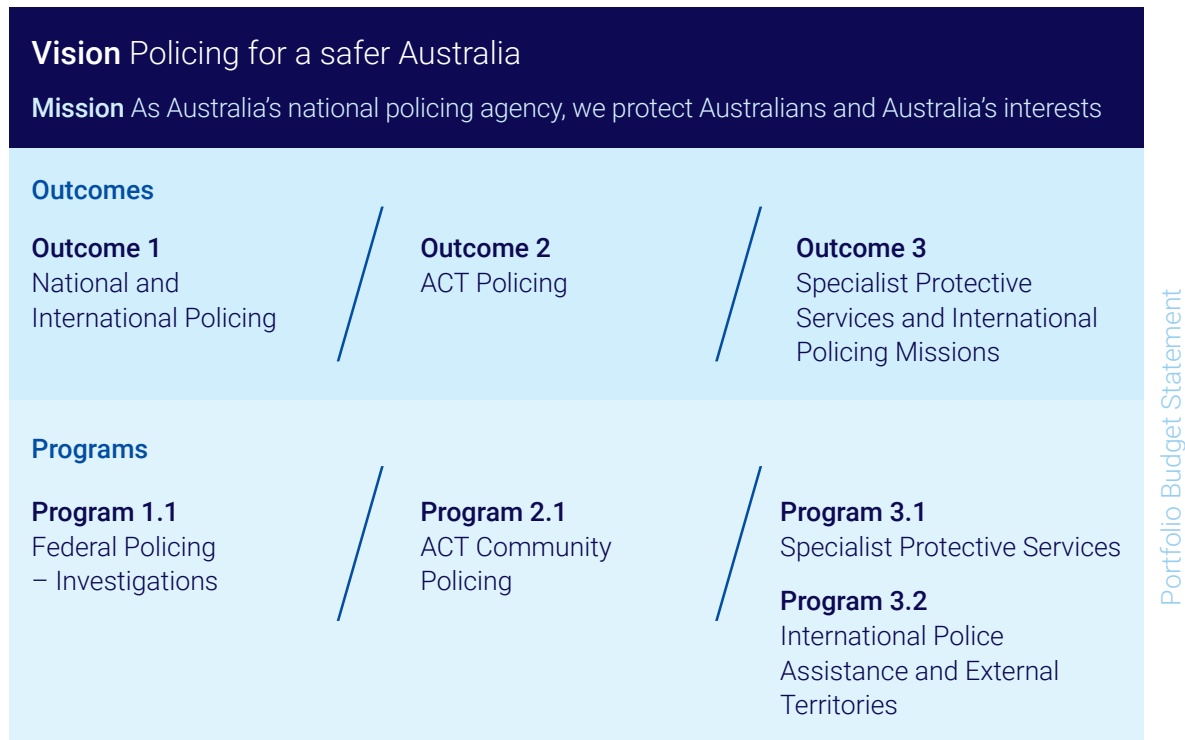 Vision Policing for a safer Australia
Mission As Australia’s national policing agency, we protect Australians and Australia’s interests
Outcomes
Outcome 1
National and
International Policing
Outcome 2
ACT Policing
Outcome 3
Specialist Protective
Services and International
Policing Missions
Programs
Program 1.1
Federal Policing
– Investigations
Program 2.1
ACT Community
Policing
Program 3.1
Specialist Protective Services
Program 3.2
International Police
Assistance and External
Territories
Portfolio Budget Statement